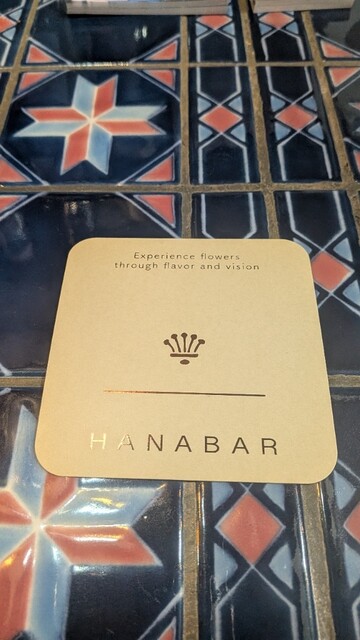 Experience flowers
through flavor and vision
HANABAR